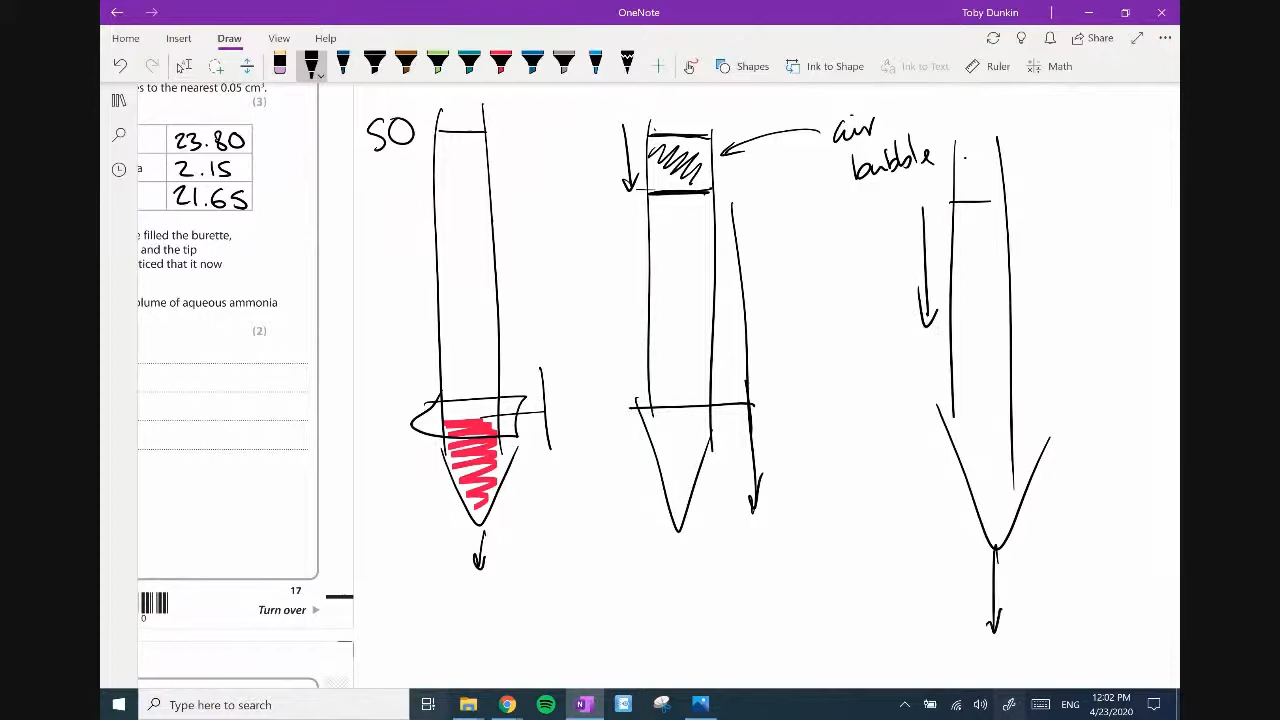 OneNote
Toby Dunkin
Home
Insert
Draw
View
Help
Share
Shapes
Ink to Shape
Ink to Text
Ruler
Math
es to the nearest 0.05 cm³.
(3)
23.80
a 2.15
21.65
e filled the burette,
and the tip
ticed that it now
olume of aqueous ammonia
(2)
17
Turn over
0
50
air
bubble
Type here to search
ENG
12:02 PM
4/23/2020